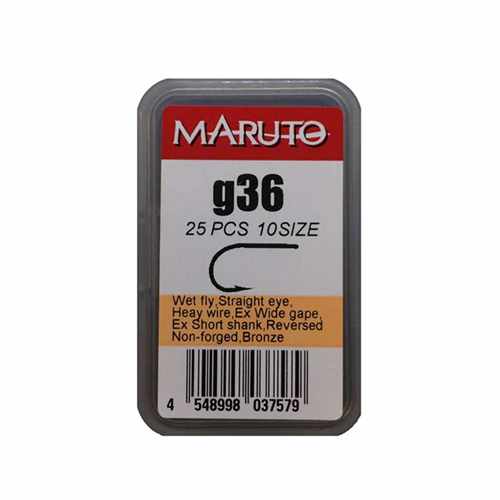 MARUTO
g36
25 PCS 10SIZE
Wet fly,Straight eye,
Heay wire,Ex Wide gape,
Ex Short shank,Reversed
Non-forged,Bronze
4 548998 037579